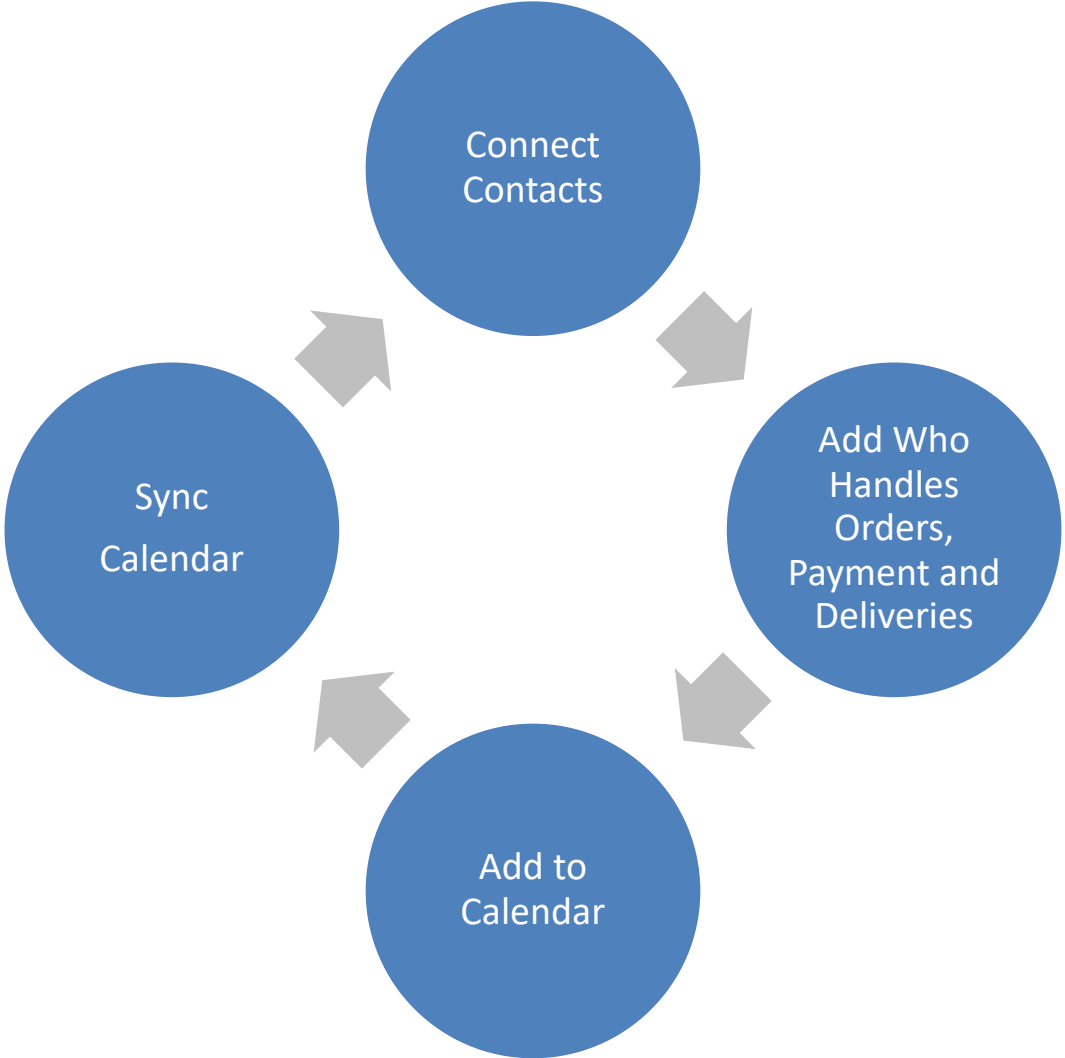 Connect
Contacts
Add Who
Handles
Orders,
Payment and
Deliveries
Add to
Calendar
Sync
Calendar